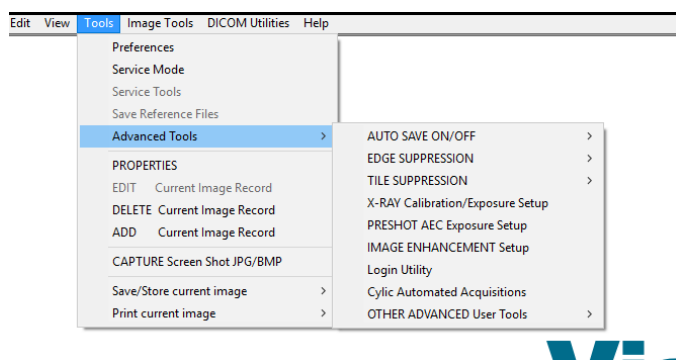 Edit View Tools Image Tools DICOM Utilities Help
Preferences
Service Mode
Service Tools
Save Reference Files
Advanced Tools >
PROPERTIES
EDIT Current Image Record
DELETE Current Image Record
ADD Current Image Record
CAPTURE Screen Shot JPG/BMP
Save/Store current image >
Print current image >
AUTO SAVE ON/OFF >
EDGE SUPPRESSION >
TILE SUPPRESSION >
X-RAY Calibration/Exposure Setup
PRESHOT AEC Exposure Setup
IMAGE ENHANCEMENT Setup
Login Utility
Cylic Automated Acquisitions
OTHER ADVANCED User Tools >